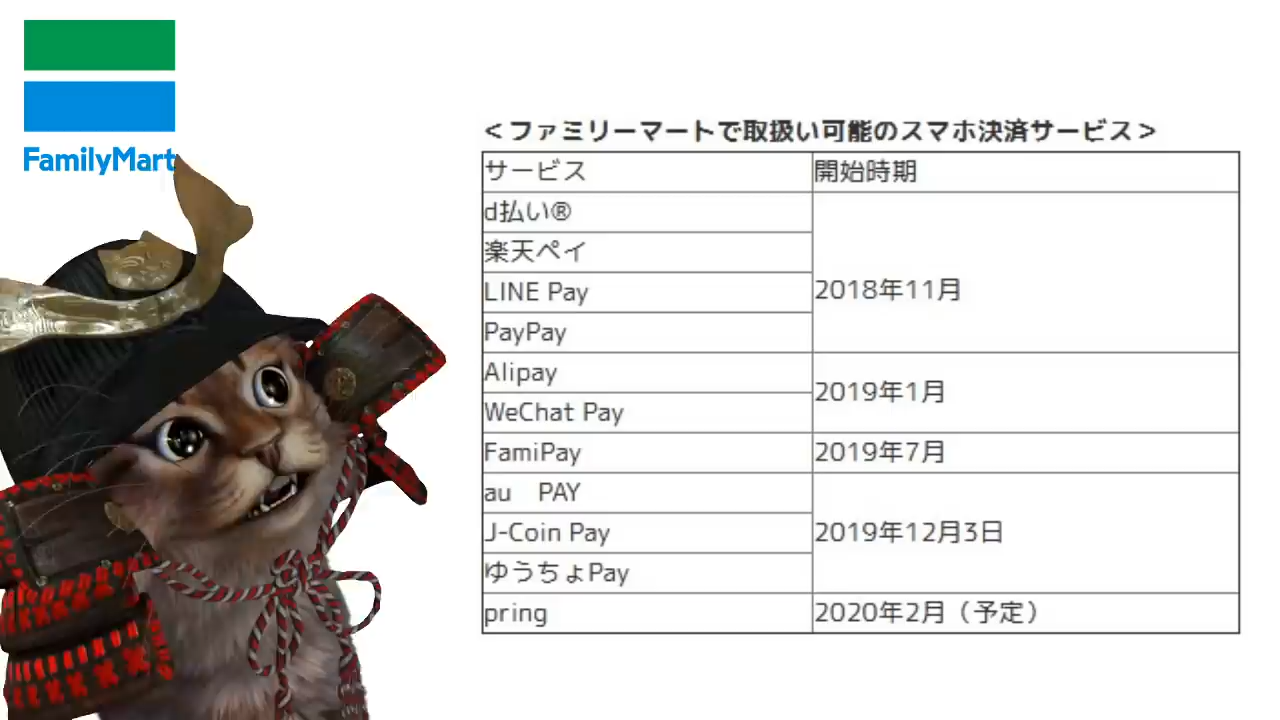 FamilyMart
＜ファミリーマートで取扱い可能のスマホ決済サービス＞
サービス 開始時期
d払い®
楽天ペイ
LINE Pay
PayPay
2018年11月
Alipay
WeChat Pay
2019年1月
FamiPay 2019年7月
au　PAY
J-Coin Pay
ゆうちょPay
2019年12月3日
pring 2020年2月（予定）